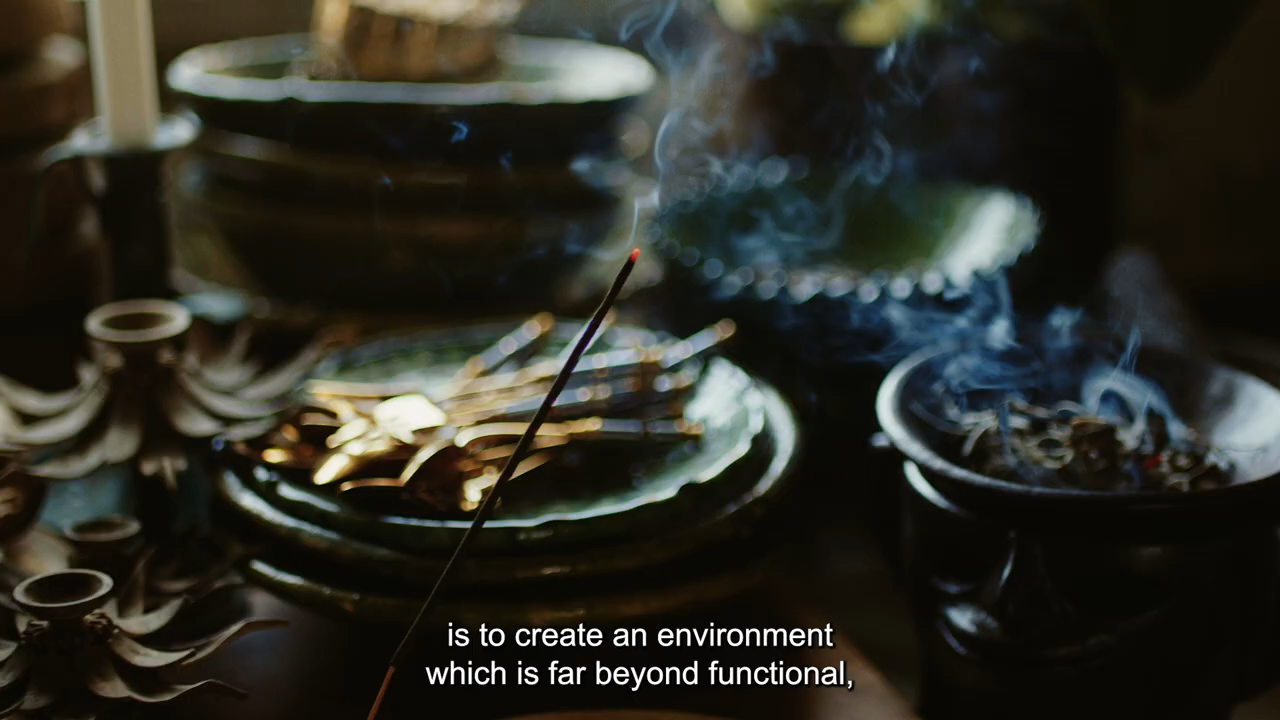 is to create an environment
which is far beyond functional,